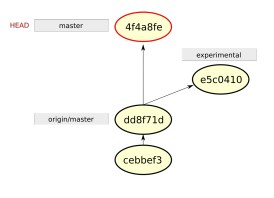 HEAD master 4f4a8fe
experimental
e5c0410
origin/master dd8f71d
cebbef3